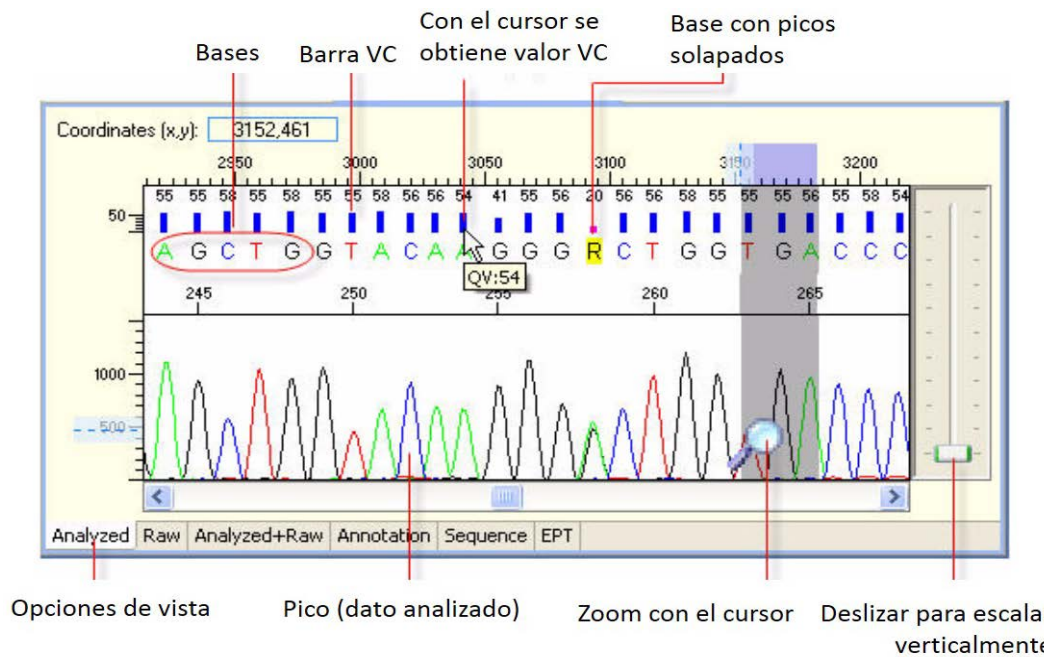 Con el cursor se obtiene valor VC
Base con picos solapados
Bases
Barra VC
Coordinates (x,y): 3152,461
2950 3000 3050 3100 3150 3200
55 55 58 55 58 55 55 58 56 56 54 41 55 56 20 56 56 58 55 55 55 56 55 58 54
50
A G C T G G T A C A A G G G R C T G G T G A C C C
QV:54
245 250 255 260 265
1000
500
Analyzed Raw Analyzed+Raw Annotation Sequence EPT
Opciones de vista
Pico (dato analizado)
Zoom con el cursor
Deslizar para escala
verticalmente